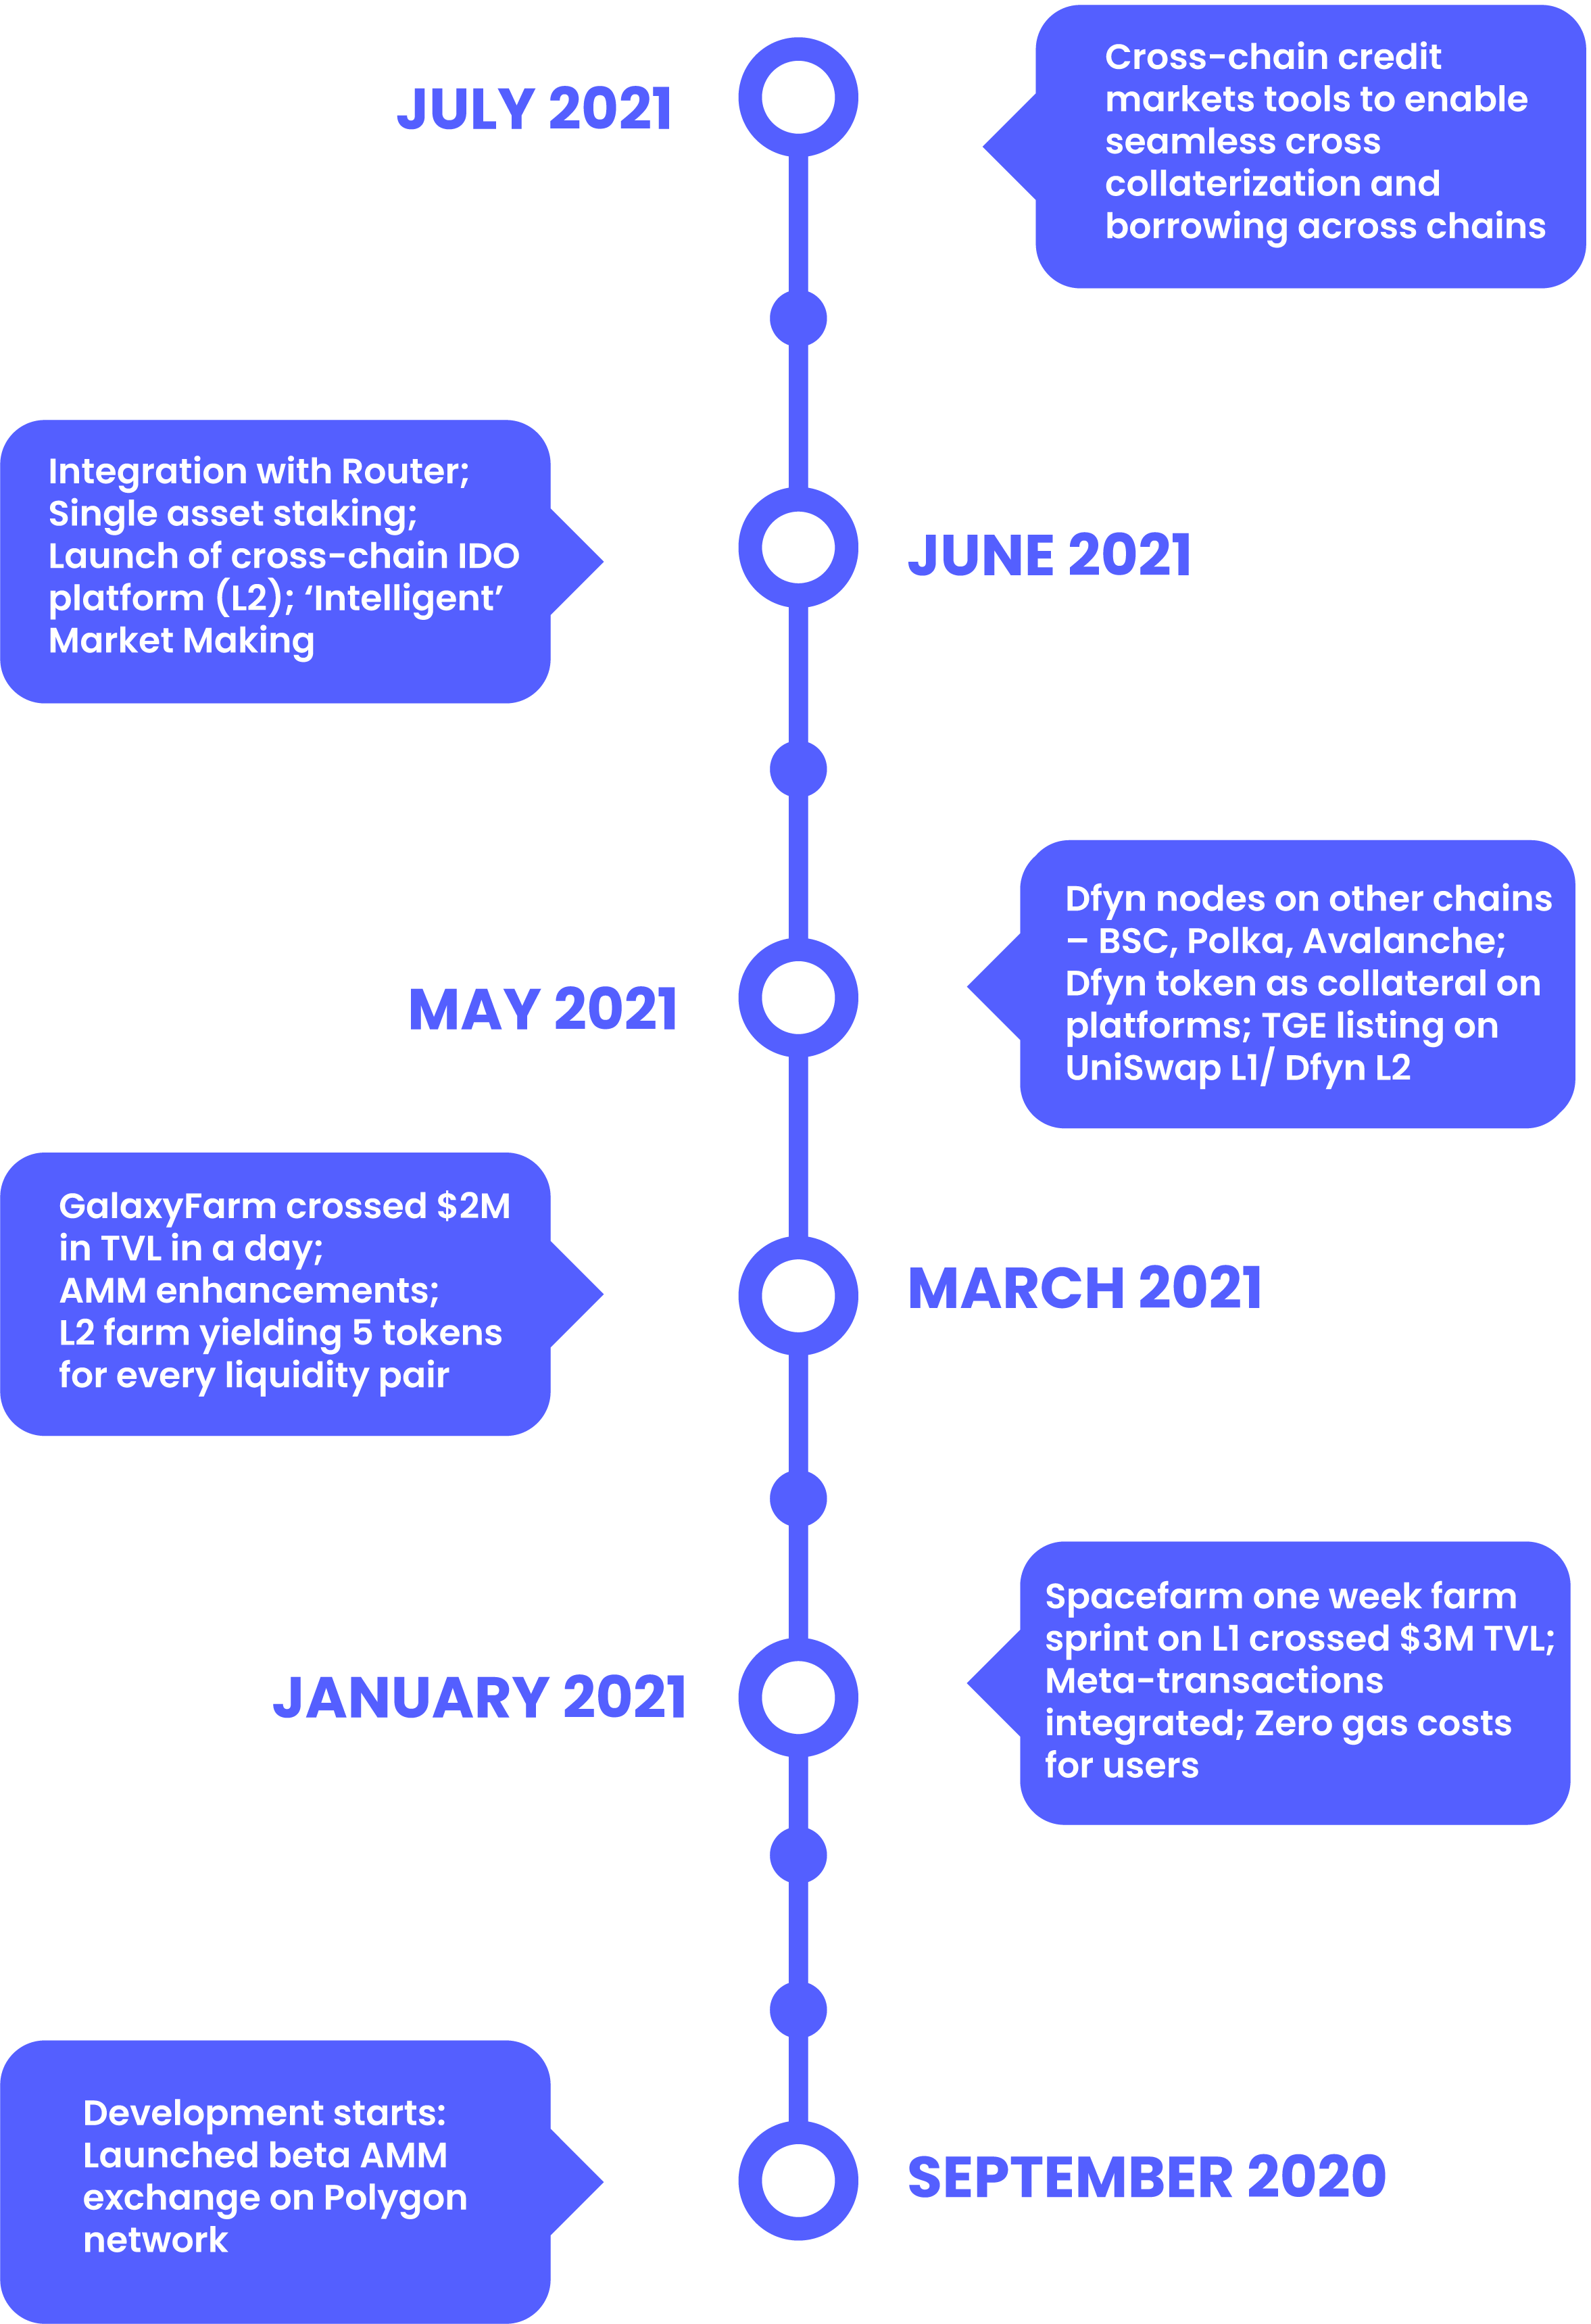 JULY 2021
Cross-chain credit
markets tools to enable
seamless cross
collaterization and
borrowing across chains
Integration with Router;
Single asset staking;
Launch of cross-chain IDO
platform (L2); ‘Intelligent’
Market Making
JUNE 2021
MAY 2021
Dfyn nodes on other chains
– BSC, Polka, Avalanche;
Dfyn token as collateral on
platforms; TGE listing on
UniSwap L1// Dfyn L2
GalaxyFarm crossed $2M
in TVL in a day;
AMM enhancements;
L2 farm yielding 5 tokens
for every liquidity pair
MARCH 2021
JANUARY 2021
Spacefarm one week farm
sprint on L1 crossed $3M TVL;
Meta-transactions
integrated; Zero gas costs
for users
Development starts:
Launched beta AMM
exchange on Polygon
network
SEPTEMBER 2020